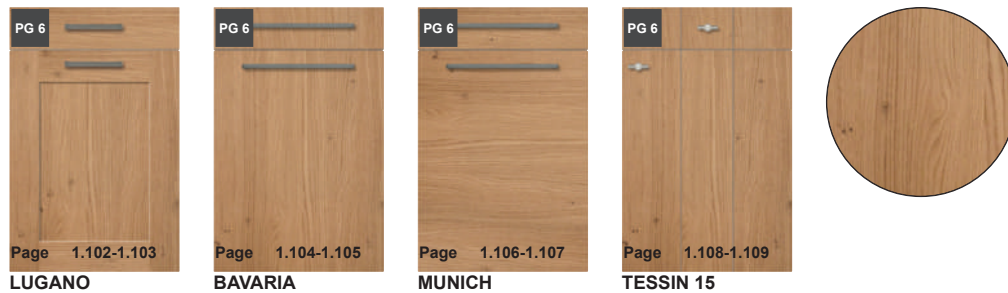 PG 6 PG 6 PG 6 PG 6
Page 1.102-1.103 Page 1.104-1.105 Page 1.106-1.107 Page 1.108-1.109
LUGANO BAVARIA MUNICH TESSIN 15